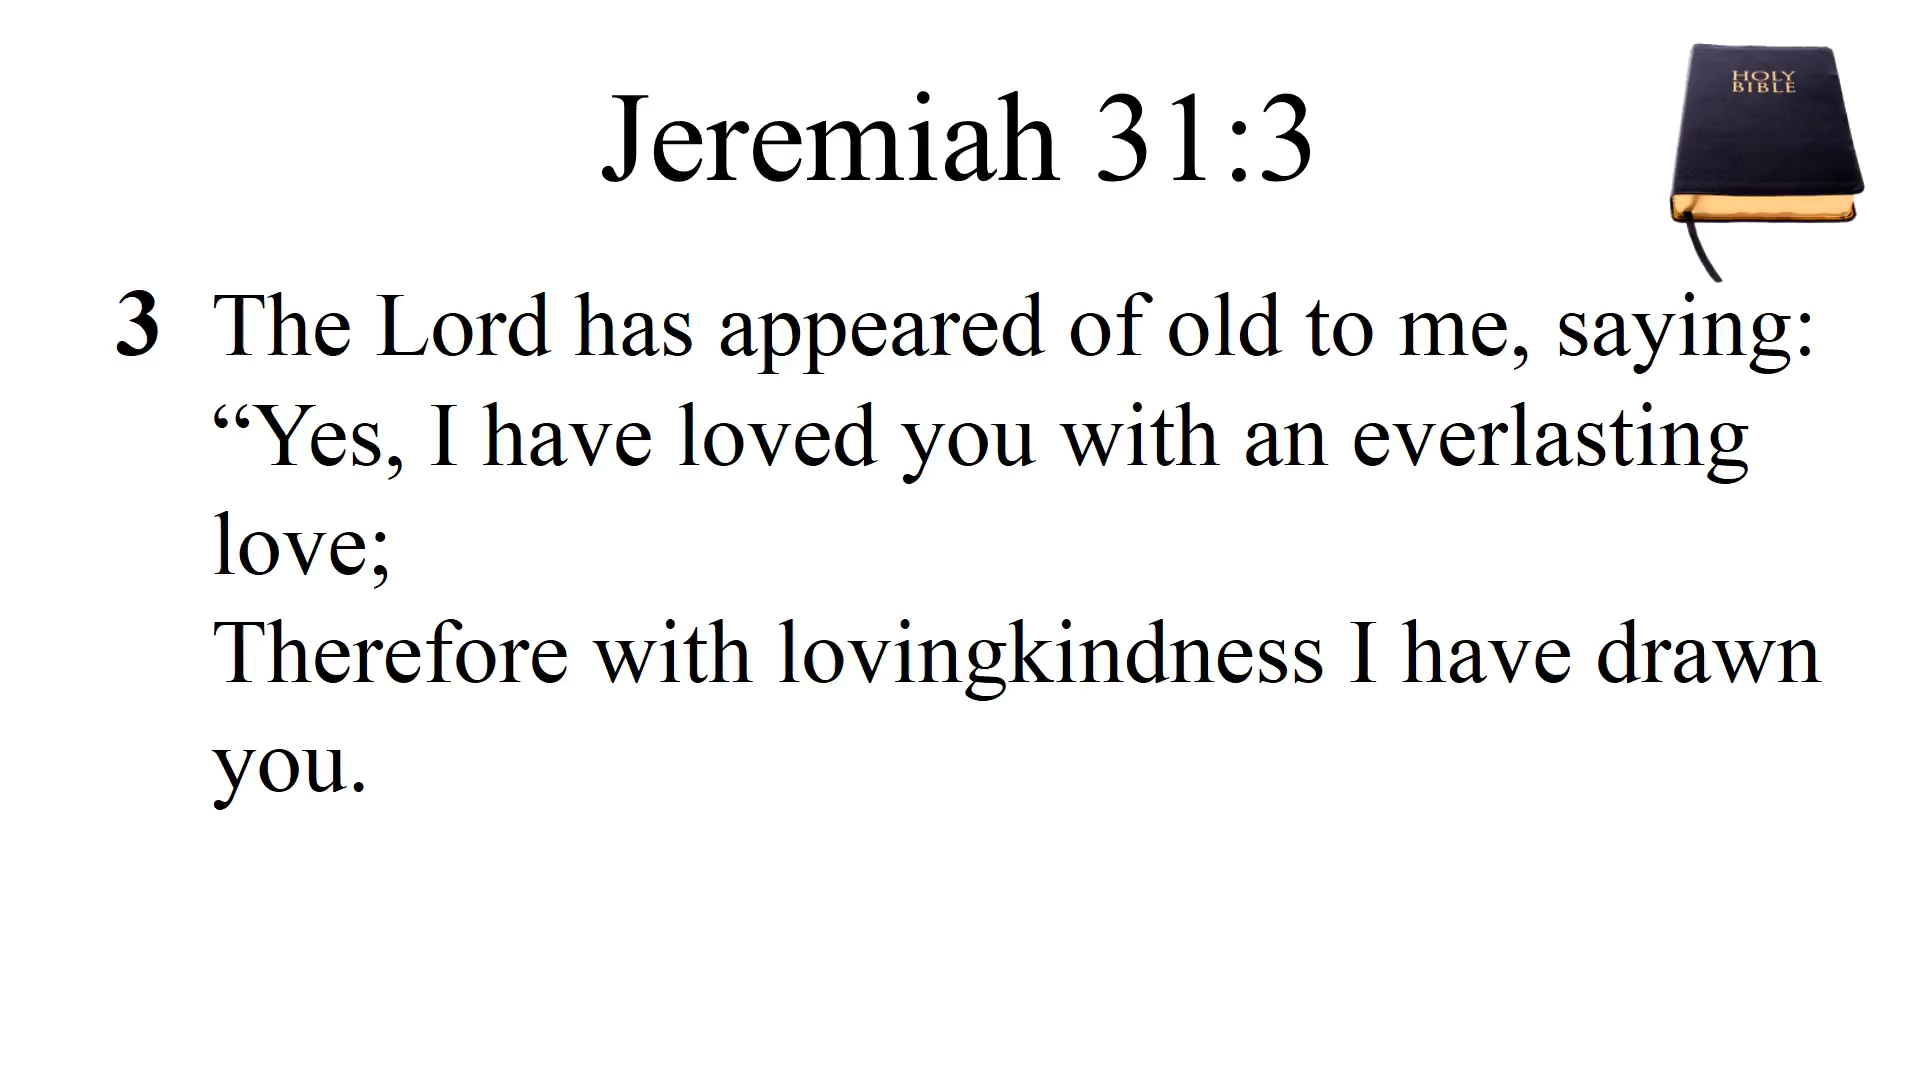 Jeremiah 31:3
HOLY
BIBLE
3 The Lord has appeared of old to me, saying:
“Yes, I have loved you with an everlasting
love;
Therefore with lovingkindness I have drawn
you.